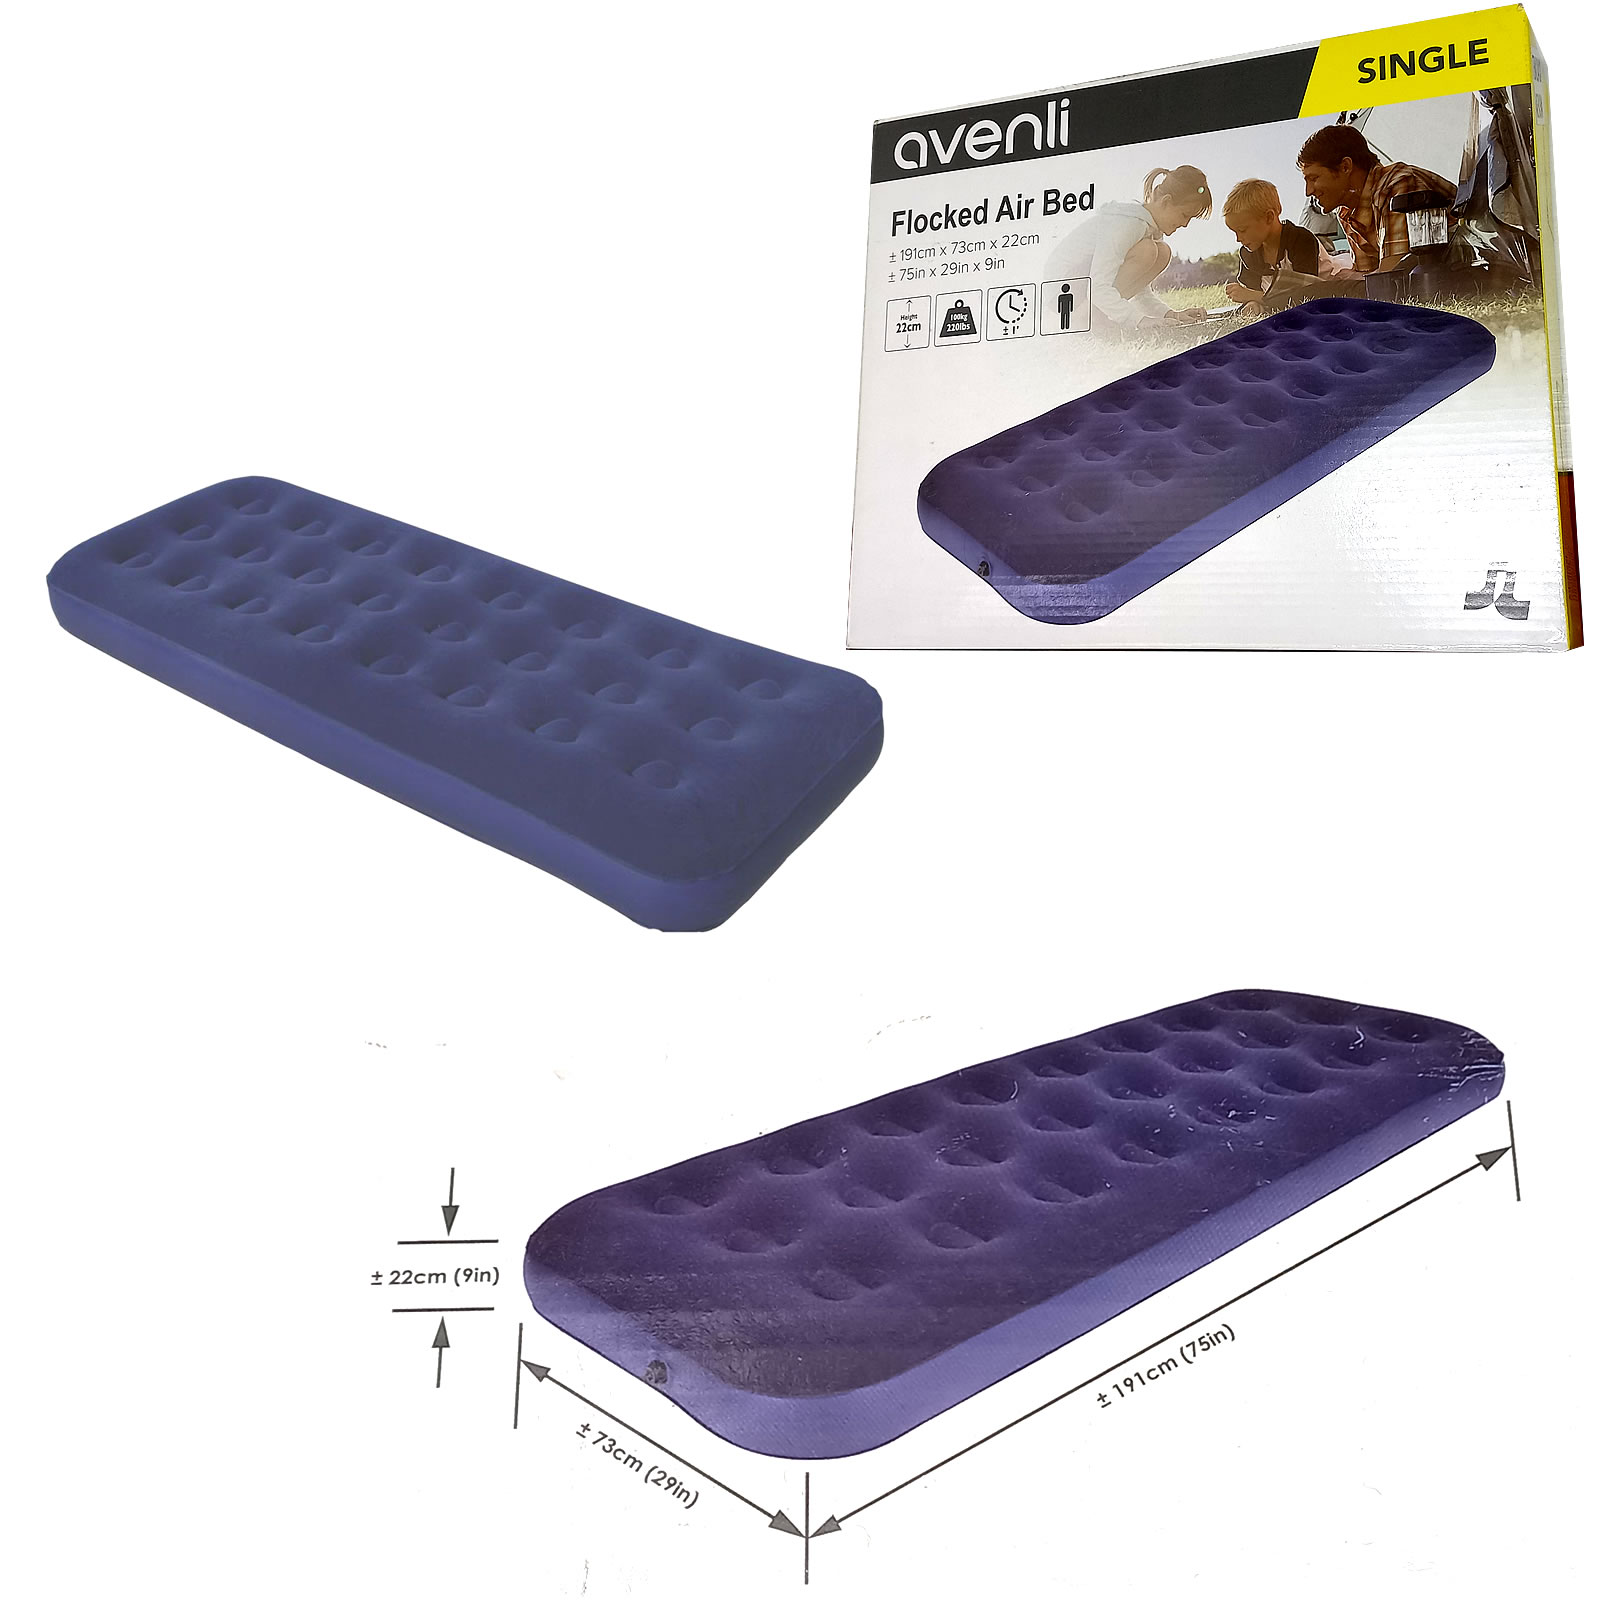 SINGLE
avenli
Flocked Air Bed
± 191cm x 73cm x 22cm
± 75in x 29in x 9in
Height
22cm
100kg
220lbs
± 1'
± 22cm (9in)
± 73cm (29in)
± 191cm (75in)